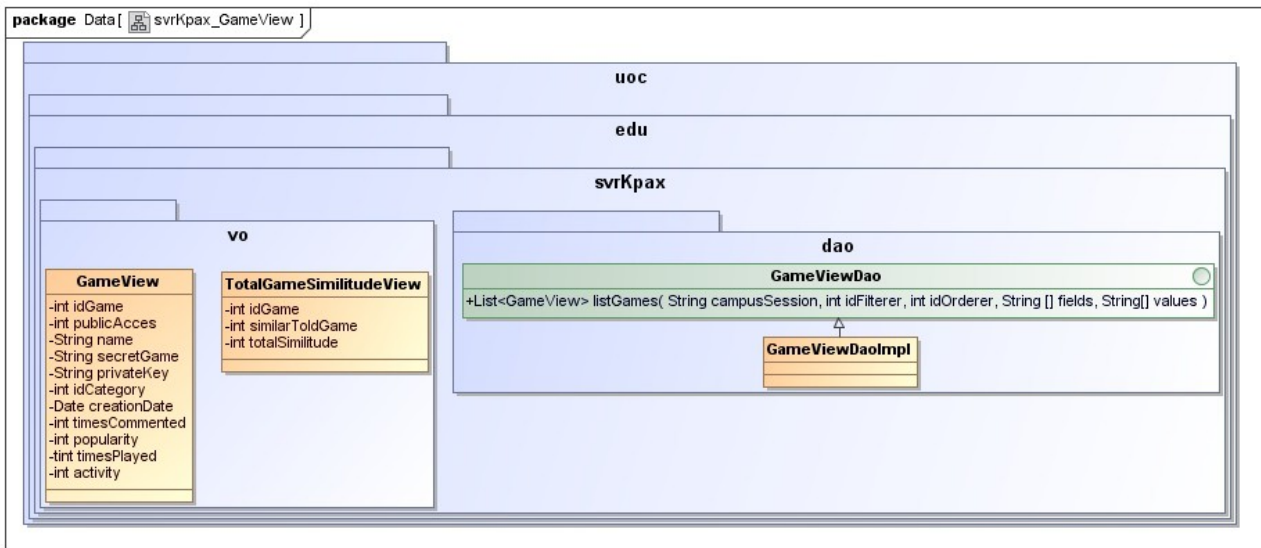 package Data[ svrKpax_GameView ]
uoc
edu
svrKpax
vo
GameView
-int idGame
-int publicAcces
-String name
-String secretGame
-String privateKey
-int idCategory
-Date creationDate
-int timesCommented
-int popularity
-tint timesPlayed
-int activity
TotalGameSimilitudeView
-int idGame
-int similarToIdGame
-int totalSimilitude
dao
GameViewDao
+List<GameView> listGames( String campusSession, int idFilterer, int idOrderer, String [] fields, String[] values )
GameViewDaoImpl